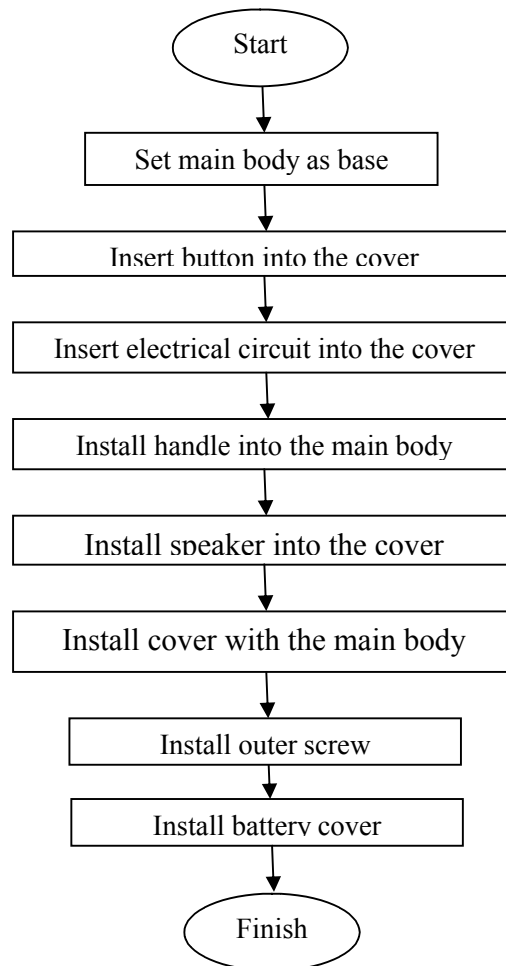 Start
Set main body as base
Insert button into the cover
Insert electrical circuit into the cover
Install handle into the main body
Install speaker into the cover
Install cover with the main body
Install outer screw
Install battery cover
Finish